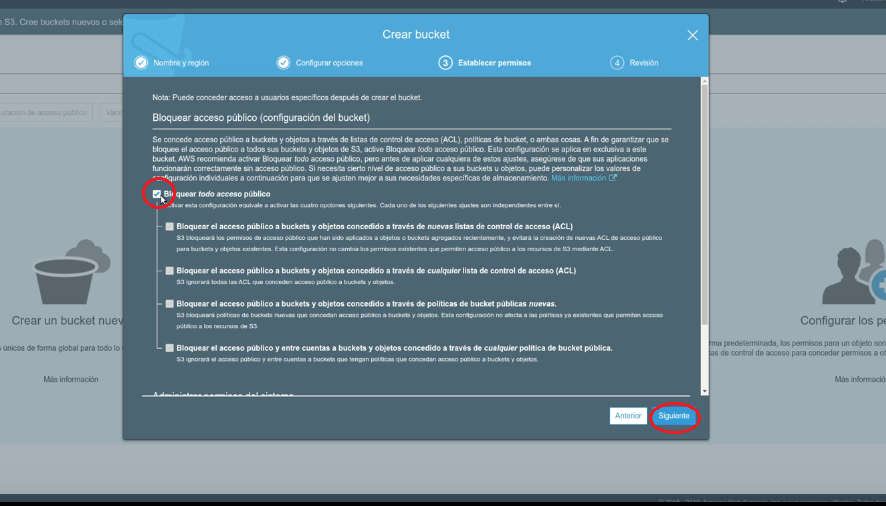 n S3. Cree buckets nuevos o sele
Crear bucket
Nombre y región
Configurar opciones
3 Establecer permisos
4 Revisión
uración de acceso público
Vací
Nota: Puede conceder acceso a usuarios específicos después de crear el bucket.
Bloquear acceso público (configuración del bucket)
Se concede acceso público a buckets y objetos a través de listas de control de acceso (ACL), políticas de bucket, o ambas cosas. A fin de garantizar que se
bloquee el acceso público a todos sus buckets y objetos de S3, active Bloquear todo acceso público. Esta configuración se aplica en exclusiva a este
bucket. AWS recomienda activar Bloquear todo acceso público, pero antes de aplicar cualquiera de estos ajustes, asegúrese de que sus aplicaciones
funcionarán correctamente sin acceso público. Si necesita cierto nivel de acceso público a sus buckets u objetos, puede personalizar los valores de
configuración individuales a continuación para que se ajusten mejor a sus necesidades específicas de almacenamiento. Más información
Bloquear todo acceso público
Activar esta configuración equivale a activar las cuatro opciones siguientes. Cada uno de los siguientes ajustes son independientes entre sí.
Bloquear el acceso público a buckets y objetos concedido a través de nuevas listas de control de acceso (ACL)
S3 bloqueará los permisos de acceso público que han sido aplicados a objetos o buckets agregados recientemente, y evitará la creación de nuevas ACL de acceso público
para buckets y objetos existentes. Esta configuración no cambia los permisos existentes que permiten acceso público a los recursos de S3 mediante ACL.
Bloquear el acceso público a buckets y objetos concedido a través de cualquier lista de control de acceso (ACL)
S3 ignorará todas las ACL que conceden acceso público a buckets y objetos.
Bloquear el acceso público a buckets y objetos concedido a través de políticas de bucket públicas nuevas.
S3 bloqueará políticas de buckets nuevas que concedan acceso público a buckets y objetos. Esta configuración no afecta a las políticas ya existentes que permiten acceso
público a los recursos de S3.
Bloquear el acceso público y entre cuentas a buckets y objetos concedido a través de cualquier política de bucket pública.
S3 ignorará el acceso público y entre cuentas a buckets que tengan políticas que concedan acceso público a buckets y objetos.
Administrar permisos del sistema
Anterior
Siguiente
Crear un bucket nuev
únicos de forma global para todo lo
Más información
Configurar los pe
rma predeterminada, los permisos para un objeto son
as de control de acceso para conceder permisos a ot
Más informació